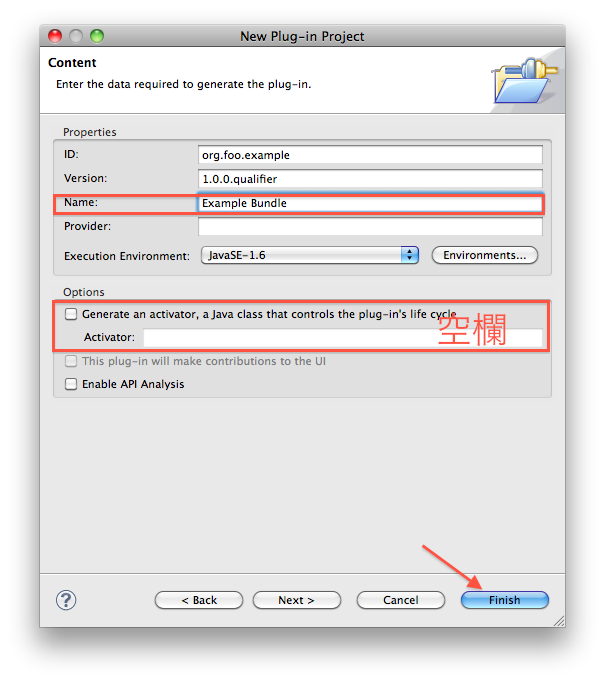 New Plug-in Project
Content
Enter the data required to generate the plug-in.
Properties
ID: org.foo.example
Version: 1.0.0.qualifier
Name: Example Bundle
Provider:
Execution Environment: JavaSE-1.6 Environments...
Options
Generate an activator, a Java class that controls the plug-in's life cycle
Activator: 空欄
This plug-in will make contributions to the UI
Enable API Analysis
? < Back Next > Cancel Finish